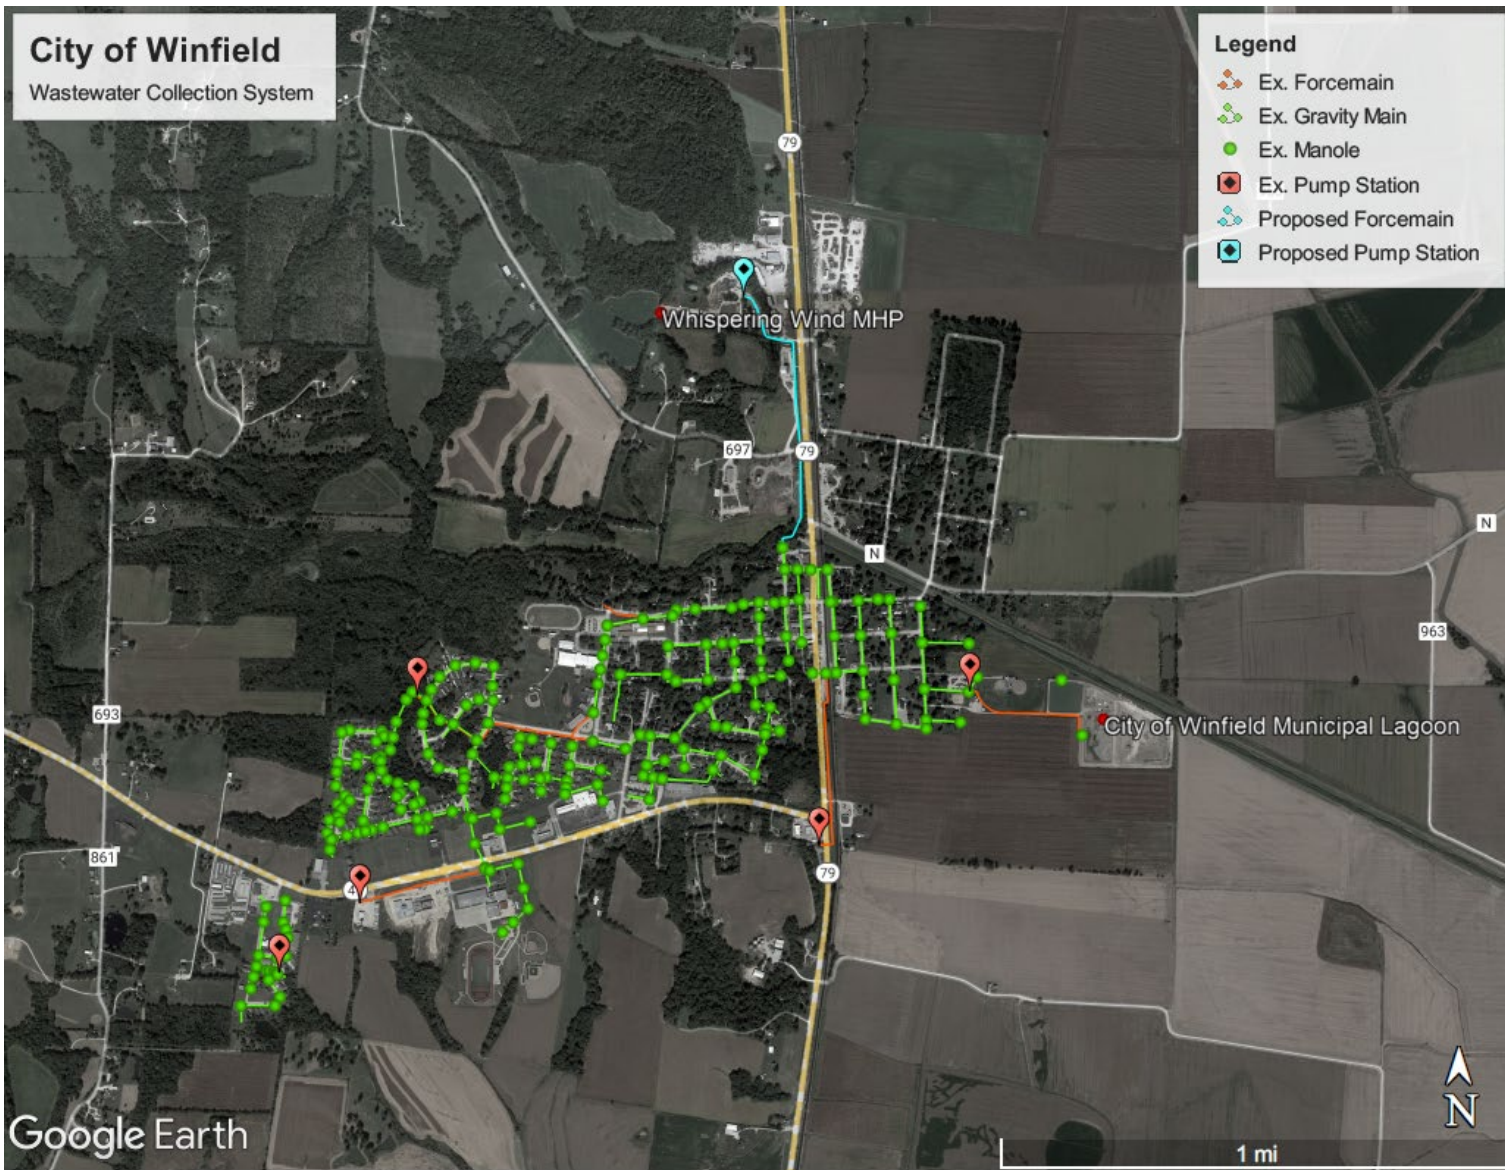 City of Winfield
Wastewater Collection System
Legend
Ex. Forcemain
Ex. Gravity Main
Ex. Manole
Ex. Pump Station
Proposed Forcemain
Proposed Pump Station
79
Whispering Wind MHP
697
79
N
N
963
693
City of Winfield Municipal Lagoon
861
79
N
Google Earth
1 mi